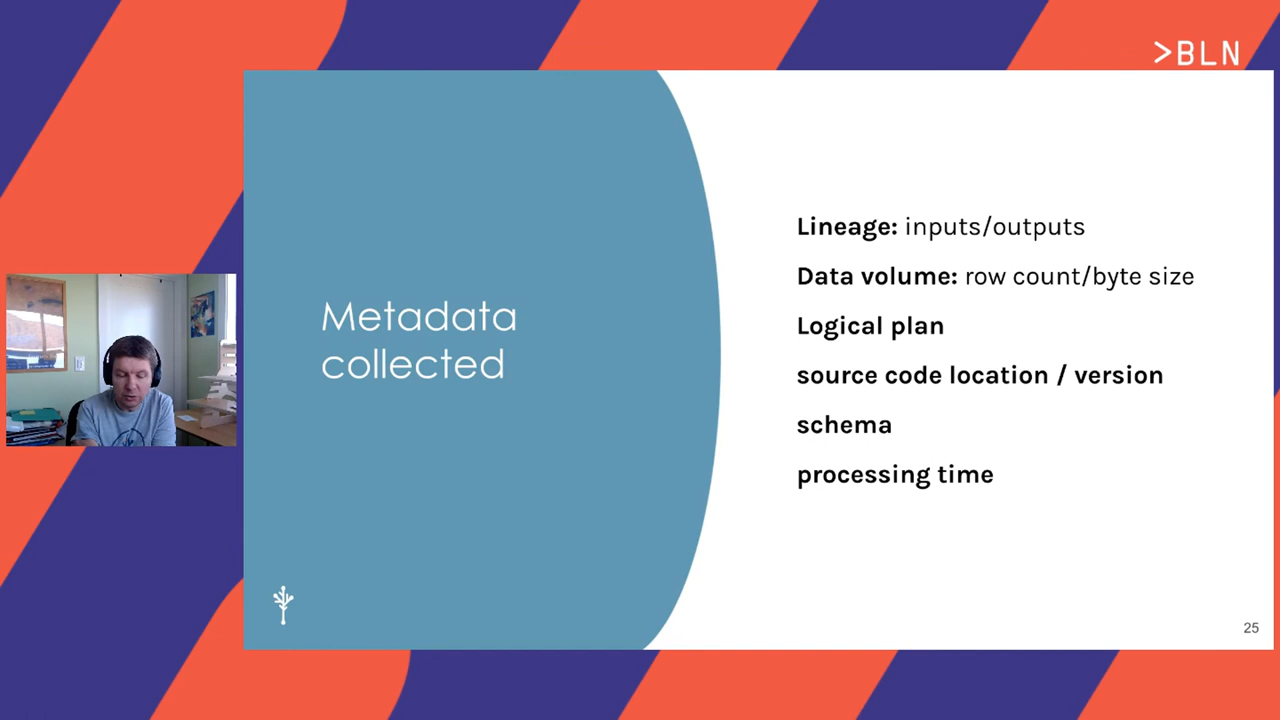 >BLN
Metadata
collected
Lineage: inputs/outputs
Data volume: row count/byte size
Logical plan
source code location / version
schema
processing time
25